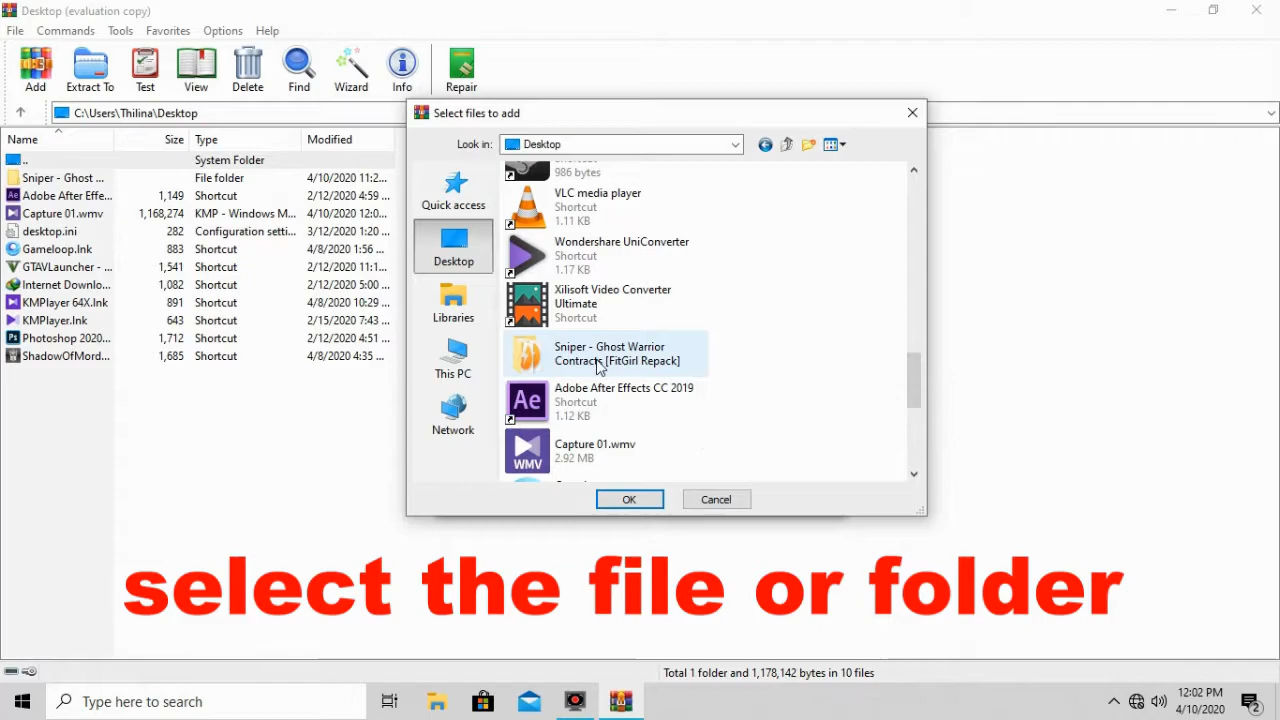 Desktop (evaluation copy)
File Commands Tools Favorites View Options Help
Add Extract To Test View Delete Find Wizard Info Repair
C:\Users\Thilina\Desktop
Name Size Type Modified
.. System Folder
Sniper - Ghost ... File folder 4/10/2020 11:2...
Adobe After Effe... 1,149 Shortcut 2/12/2020 4:59 ...
Capture 01.wmv 1,168,274 KMP - Windows M... 4/10/2020 12:0...
desktop.ini 282 Configuration setti... 3/12/2020 1:20 ...
Gameloop.lnk 883 Shortcut 4/8/2020 1:56 ...
GTAVLauncher - ... 1,541 Shortcut 2/12/2020 11:1...
Internet Downlo... 1,082 Shortcut 2/12/2020 5:00 ...
KMPlayer 64X.lnk 891 Shortcut 4/8/2020 10:29 ...
KMPlayer.lnk 643 Shortcut 2/15/2020 7:43 ...
Photoshop 2020... 1,712 Shortcut 2/12/2020 4:51 ...
ShadowOfMord... 1,685 Shortcut 4/8/2020 4:35 ...
Select files to add
Look in: Desktop
Quick access
Desktop
Libraries
This PC
Network
Shortcut
986 bytes
VLC media player
Shortcut
1.11 KB
Wondershare UniConverter
Shortcut
1.17 KB
Xilisoft Video Converter
Ultimate
Shortcut
Sniper - Ghost Warrior
Contracts [FitGirl Repack]
Ae
Adobe After Effects CC 2019
Shortcut
1.12 KB
WMV
Capture 01.wmv
2.92 MB
OK Cancel
select the file or folder
Total 1 folder and 1,178,142 bytes in 10 files
Type here to search
12:02 PM
4/10/2020
2